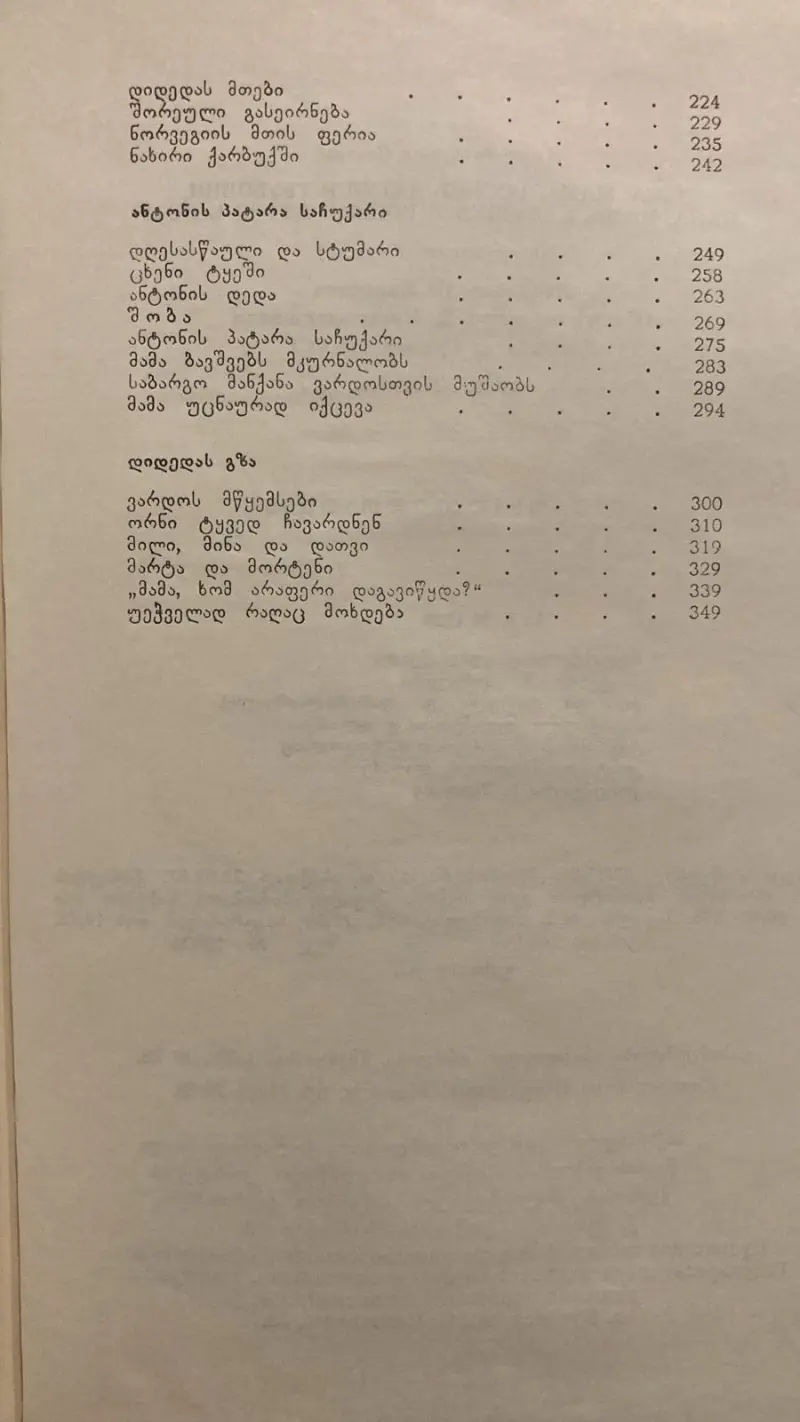 დიდედას მთები . . . . . . 224
შორეული გასეირნება . . . . 229
ნორვეგიის მთის ფერია . . . . . 235
ნახირი ქარბუქში . . . . . 242
ანტონის პატარა საჩუქარი
დღესასწაული და სტუმარი . . . . 249
ცხენი ტყეში . . . . . 258
ანტონის დედა . . . . . 263
შობა . . . . . . . 269
ანტონის პატარა საჩუქარი . . . . 275
მამა ბავშვებს მკურნალობს . . . . 283
საბარგო მანქანა ვარდოსთვის მუშაობს . . 289
მამა უცნაურად იქცევა . . . . . 294
დიდედას გზა
ვარდოს მწყემსები . . . . . 300
ორნი ტყვედ ჩავარდნენ . . . . . 310
მილი, მინა და დათვი . . . . . 319
მარტა და მორტენი . . . . . 329
„მამა, ხომ არაფერი დაგავიწყდა?“ . . . 339
უეჭველად რაღაც მოხდება . . . . 349